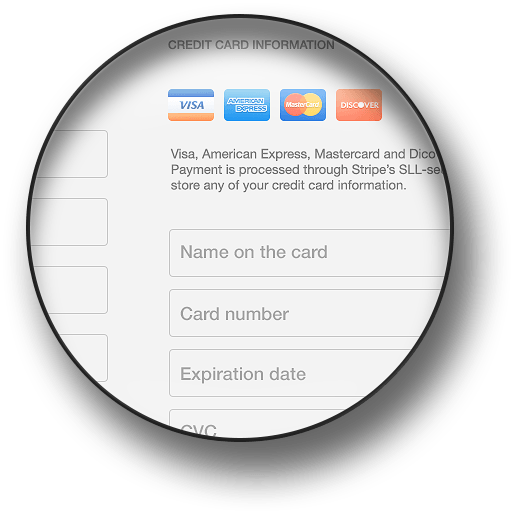 CREDIT CARD INFORMATION
VISA AMERICAN EXPRESS MasterCard DISCOVER
Visa, American Express, Mastercard and Dico
Payment is processed through Stripe's SLL-se
store any of your credit card information.
Name on the card
Card number
Expiration date
CVC